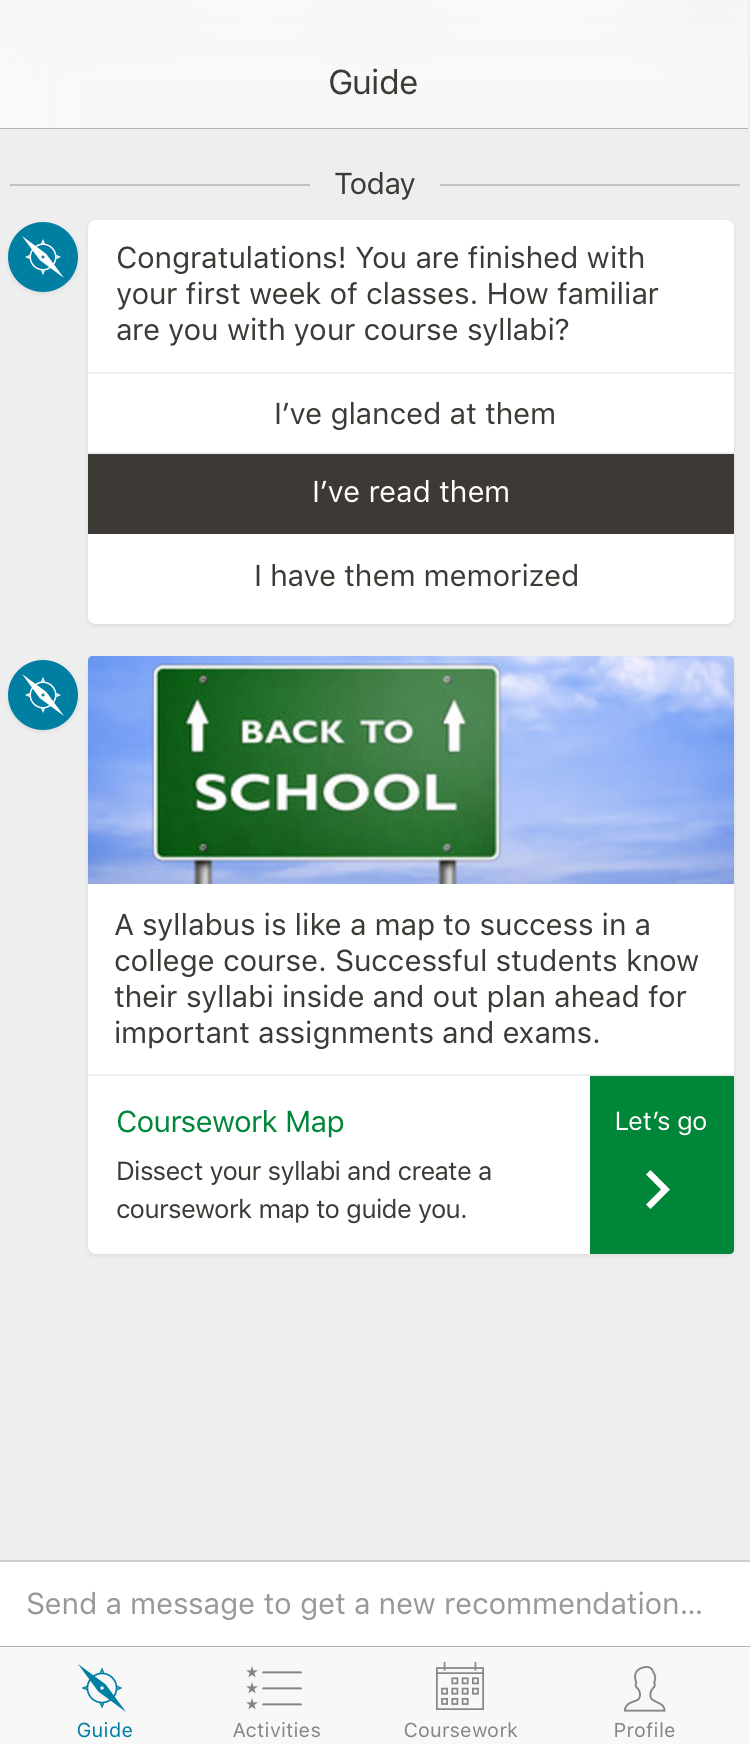 Guide
Today
Congratulations! You are finished with
your first week of classes. How familiar
are you with your course syllabi?
I’ve glanced at them
I’ve read them
I have them memorized
BACK TO
SCHOOL
A syllabus is like a map to success in a
college course. Successful students know
their syllabi inside and out plan ahead for
important assignments and exams.
Coursework Map
Dissect your syllabi and create a
coursework map to guide you.
Let’s go
Send a message to get a new recommendation...
Guide
Activities
Coursework
Profile